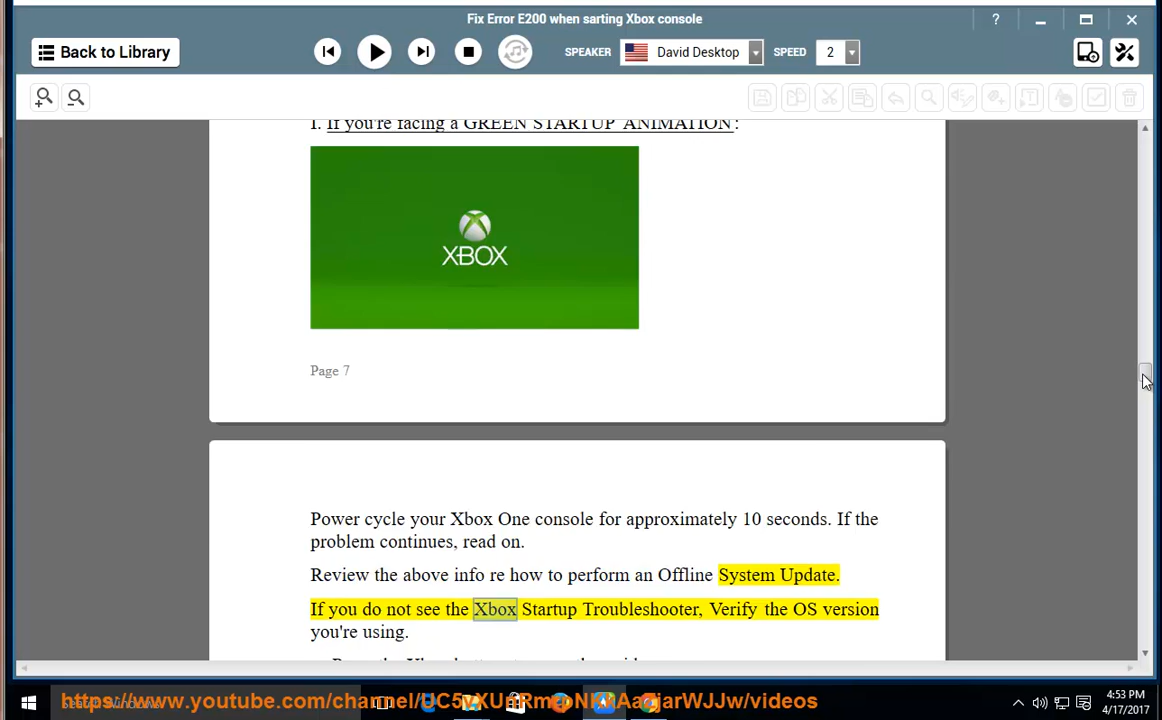 Fix Error E200 when sarting Xbox console
?
Back to Library
SPEAKER
David Desktop
SPEED
2
I. If you're facing a GREEN STARTUP ANIMATION:
XBOX
Page 7
Power cycle your Xbox One console for approximately 10 seconds. If the
problem continues, read on.
Review the above info re how to perform an Offline System Update.
If you do not see the Xbox Startup Troubleshooter, Verify the OS version
you're using.
4:53 PM
4/17/2017